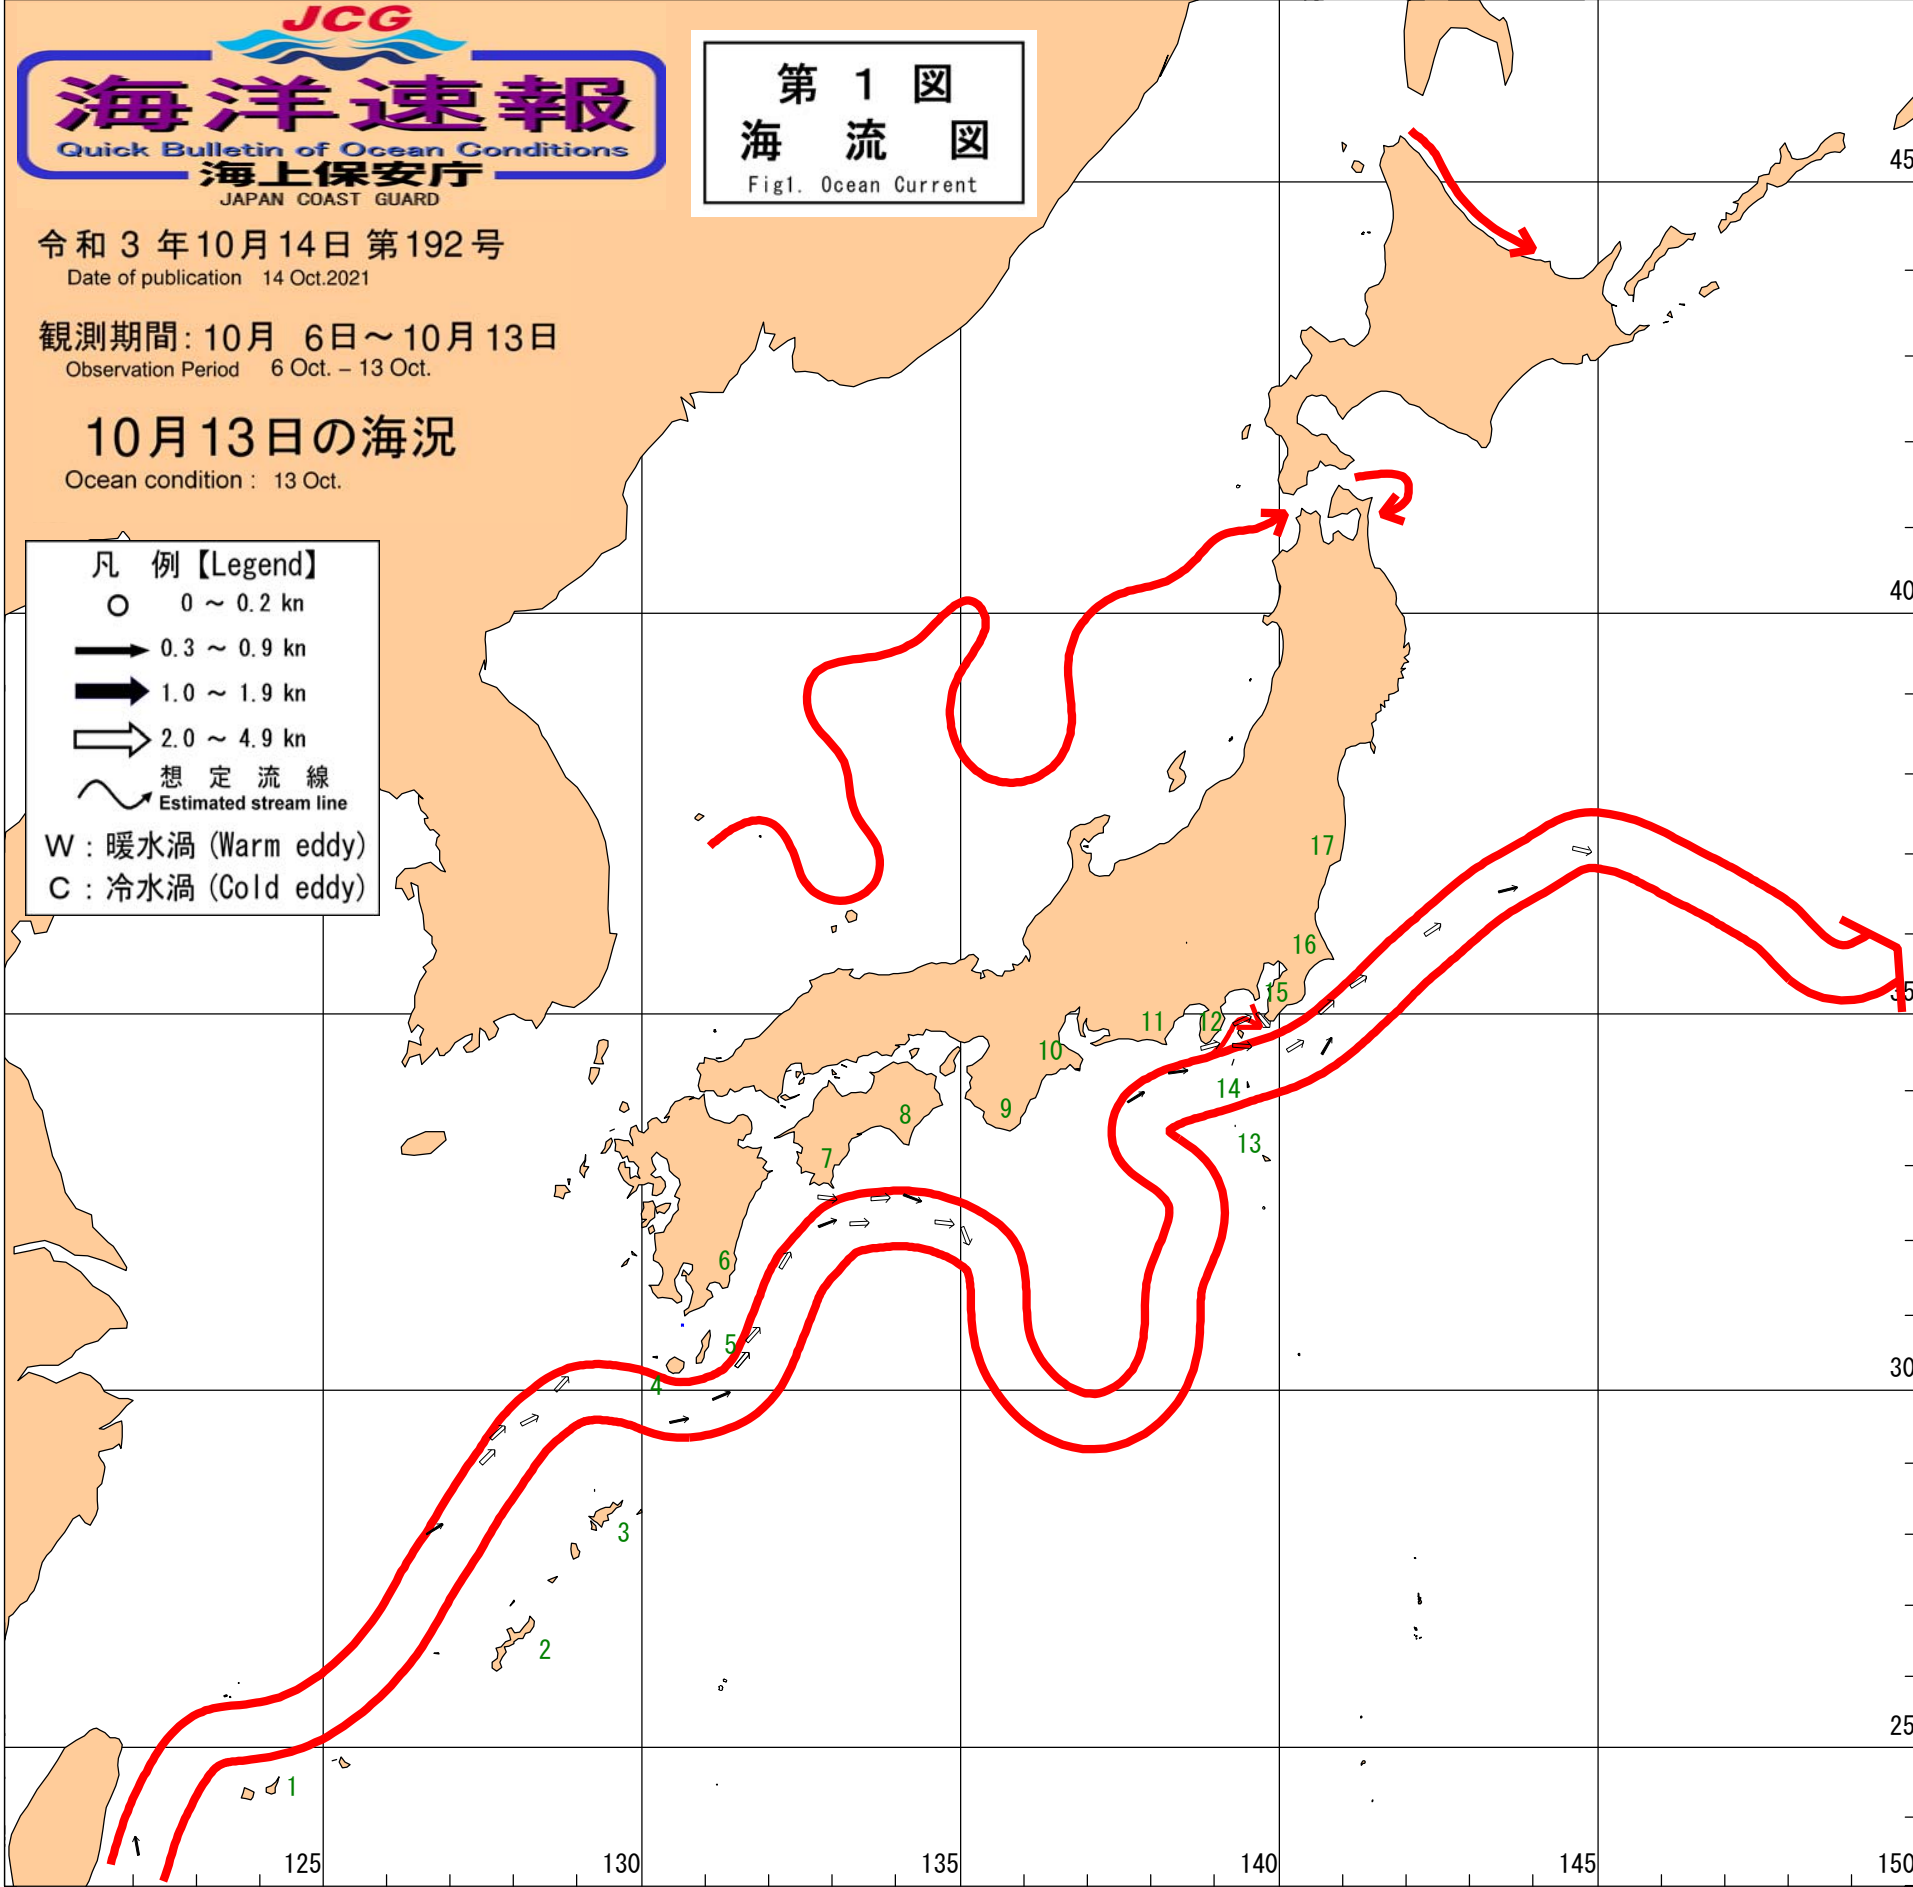 JCG
海洋速報
Quick Bulletin of Ocean Conditions
海上保安庁
JAPAN COAST GUARD
令和 3 年10月14日 第192号
Date of publication 14 Oct.2021
観測期間: 10月 6日～10月13日
Observation Period 6 Oct. – 13 Oct.
10月13日の海況
Ocean condition : 13 Oct.
第 1 図
海 流 図
Fig1. Ocean Current
凡 例【Legend】
0 ～ 0.2 kn
0.3 ～ 0.9 kn
1.0 ～ 1.9 kn
2.0 ～ 4.9 kn
想 定 流 線
Estimated stream line
W : 暖水渦 (Warm eddy)
C : 冷水渦 (Cold eddy)
45
40
17
16
15
35
11
12
10
14
8
9
13
7
6
5
4
30
3
2
25
1
125
130
135
140
145
150